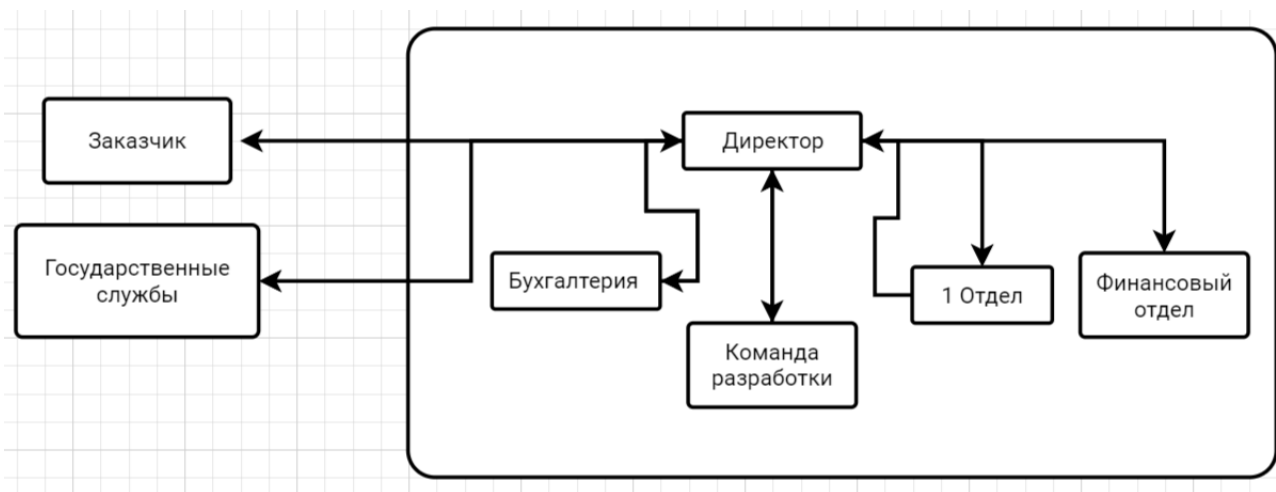 Заказчик
Директор
Государственные
службы
Бухгалтерия
1 Отдел
Финансовый
отдел
Команда
разработки